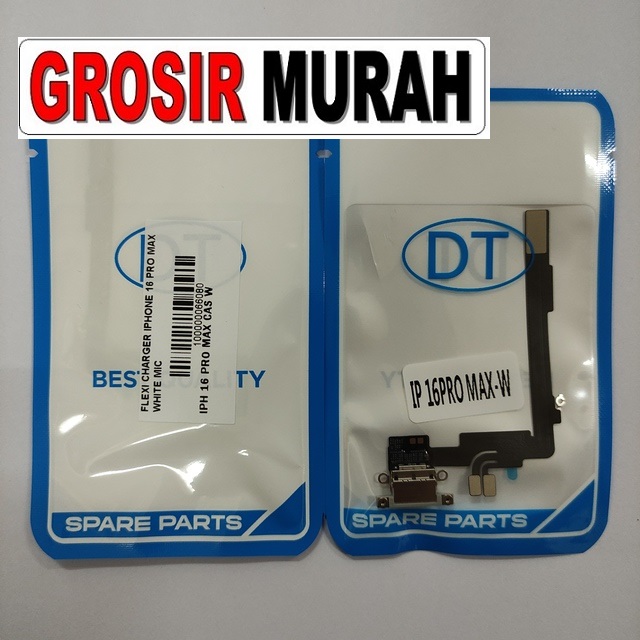 GROSIR MURAH
DT
BEST QUALITY
FLEXI CHARGER IPHONE 16 PRO MAX
WHITE MIC
100000066080
IPH 16 PRO MAX CAS W
SPARE PARTS
DT
IP 16PRO MAX-W
SPARE PARTS